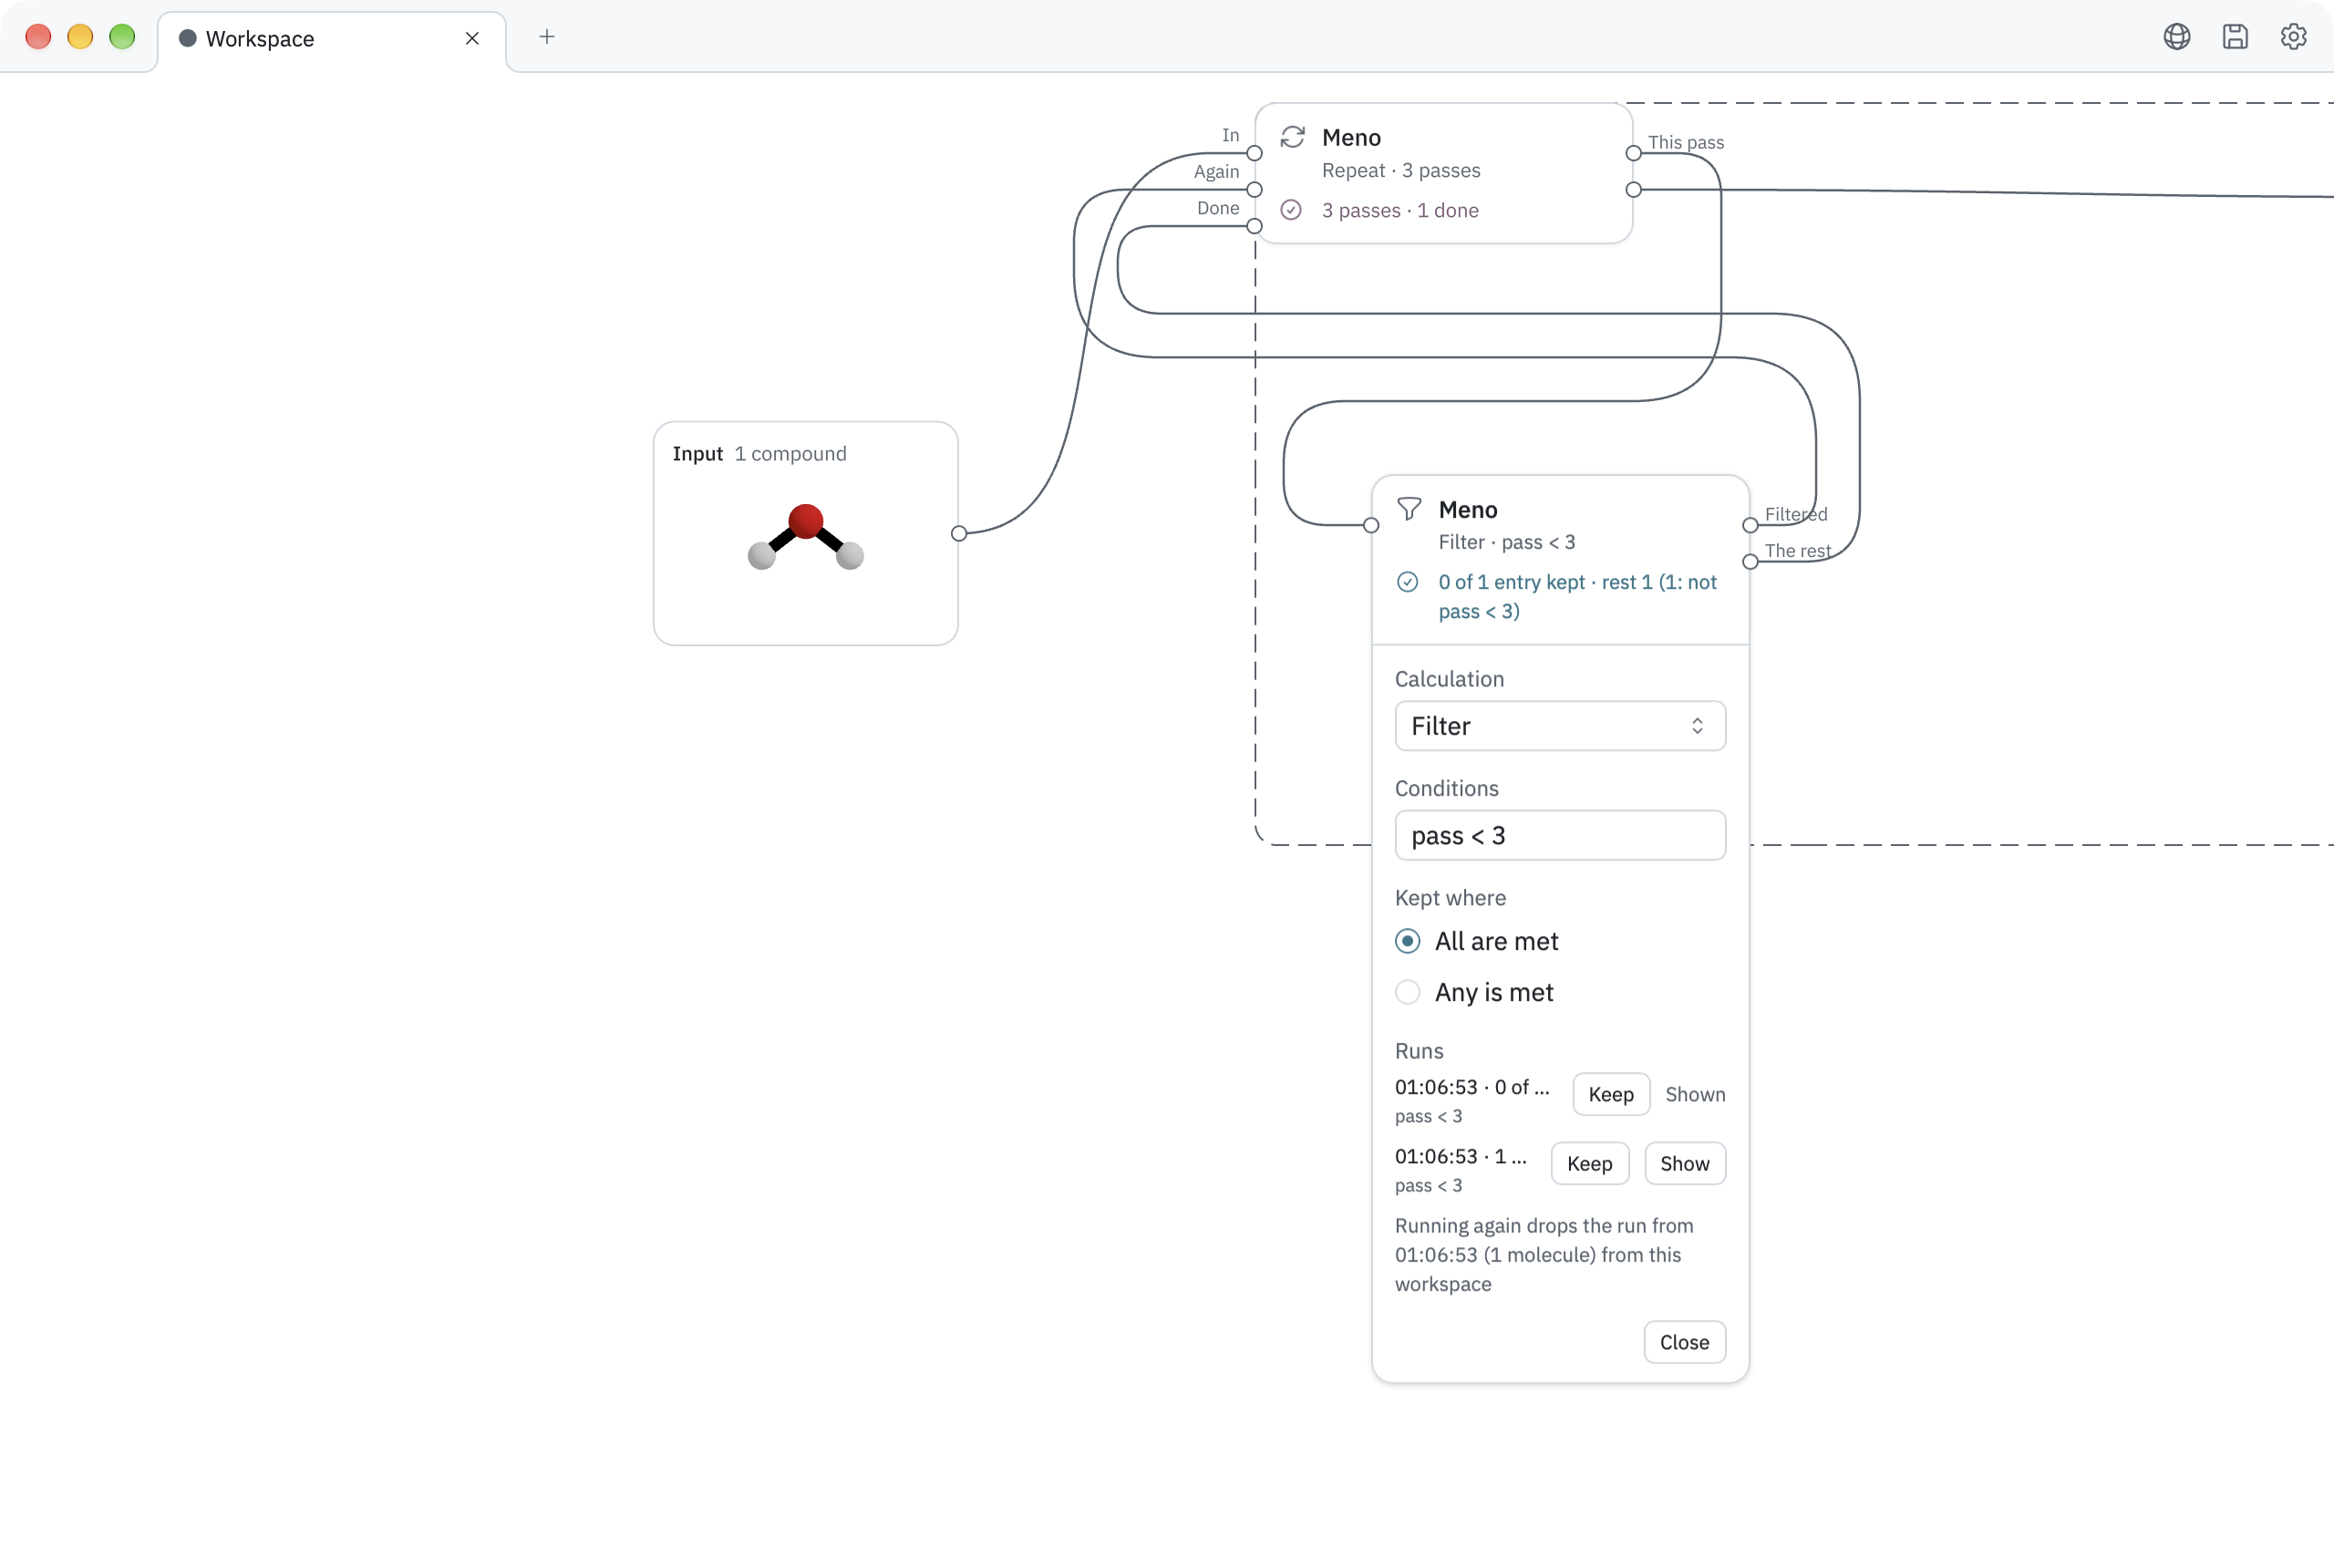 Workspace
In
Again
Done
Meno
Repeat · 3 passes
3 passes · 1 done
This pass
Input 1 compound
Meno
Filter · pass < 3
0 of 1 entry kept · rest 1 (1: not
pass < 3)
Filtered
The rest
Calculation
Filter
Conditions
pass < 3
Kept where
All are met
Any is met
Runs
01:06:53 · 0 of ...
pass < 3
Keep
Shown
01:06:53 · 1 ...
pass < 3
Keep
Show
Running again drops the run from
01:06:53 (1 molecule) from this
workspace
Close